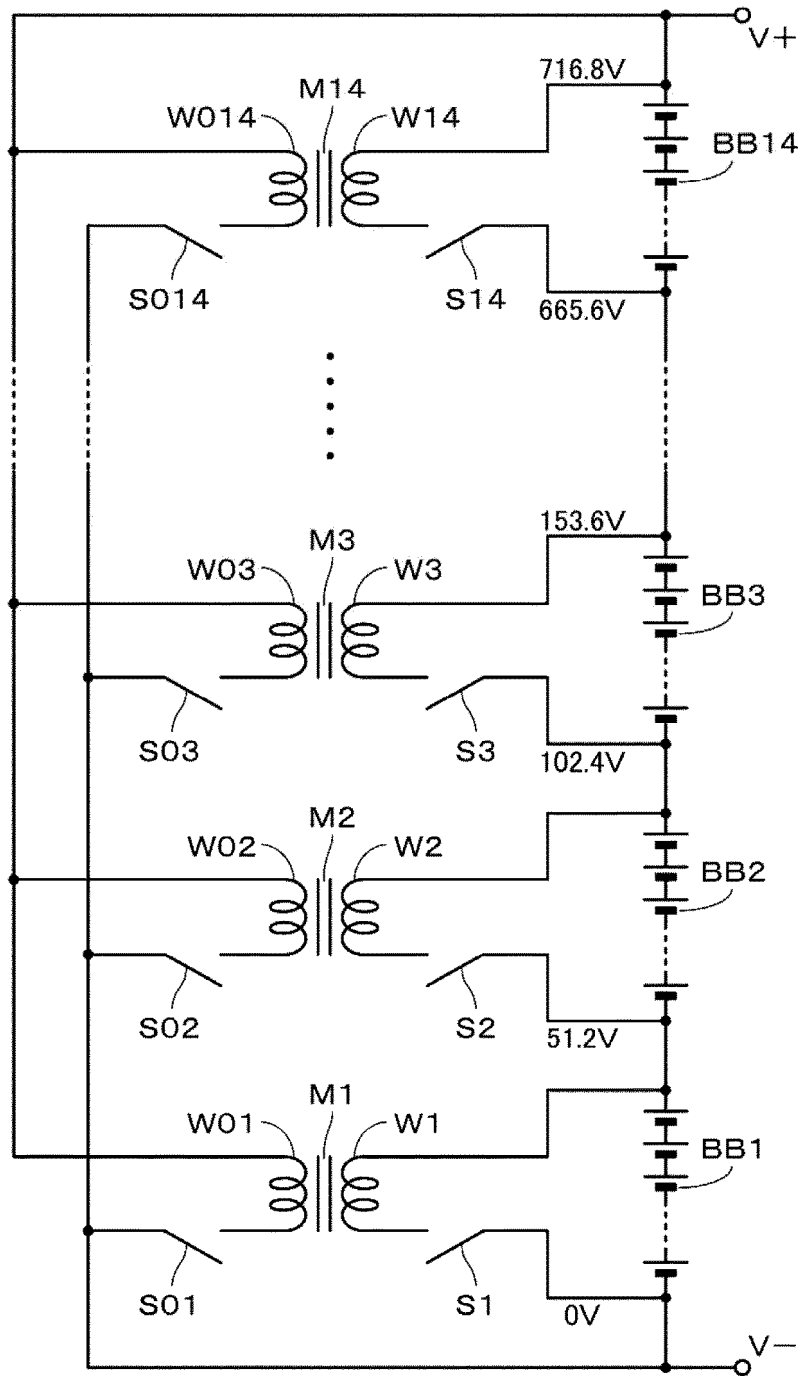 V+
716.8V
M14
W014 W14
BB14
S014 S14
665.6V
153.6V
M3
W03 W3
BB3
S03 S3
102.4V
M2
W02 W2
BB2
S02 S2
51.2V
M1
W01 W1
BB1
S01 S1
0V
V−